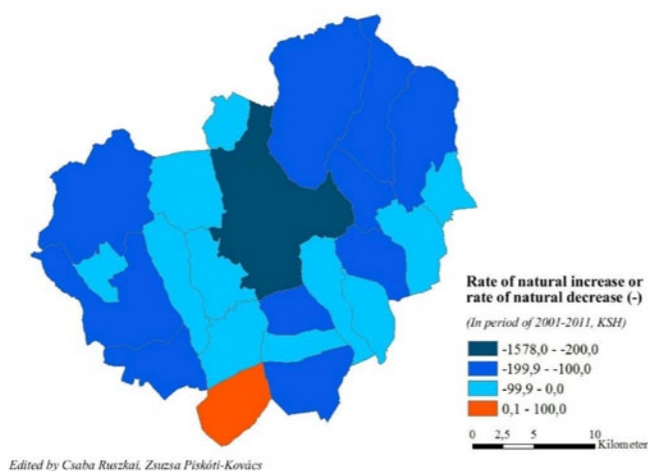 Rate of natural increase or
rate of natural decrease (-)
(In period of 2001-2011, KSH)
-1578,0 - -200,0
-199,9 - -100,0
-99,9 - 0,0
0,1 - 100,0
0 2,5 5 10
Kilometer
Edited by Csaba Ruszkai, Zsuzsa Piskóti-Kovács